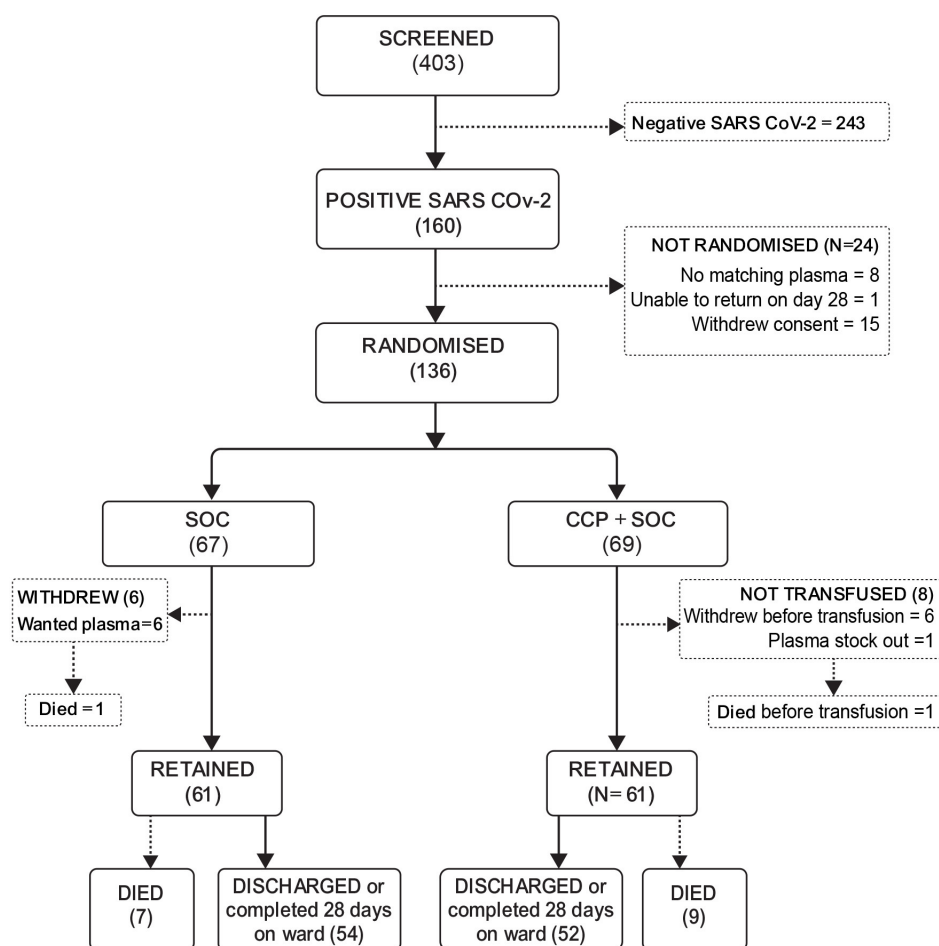 SCREENED
(403)
Negative SARS CoV-2 = 243
POSITIVE SARS COv-2
(160)
NOT RANDOMISED (N=24)
No matching plasma = 8
Unable to return on day 28 = 1
Withdrew consent = 15
RANDOMISED
(136)
SOC
(67)
CCP + SOC
(69)
WITHDREW (6)
Wanted plasma=6
NOT TRANSFUSED (8)
Withdrew before transfusion = 6
Plasma stock out =1
Died =1
Died before transfusion =1
RETAINED
(61)
RETAINED
(N= 61)
DIED
(7)
DISCHARGED or
completed 28 days
on ward (54)
DISCHARGED or
completed 28 days
on ward (52)
DIED
(9)